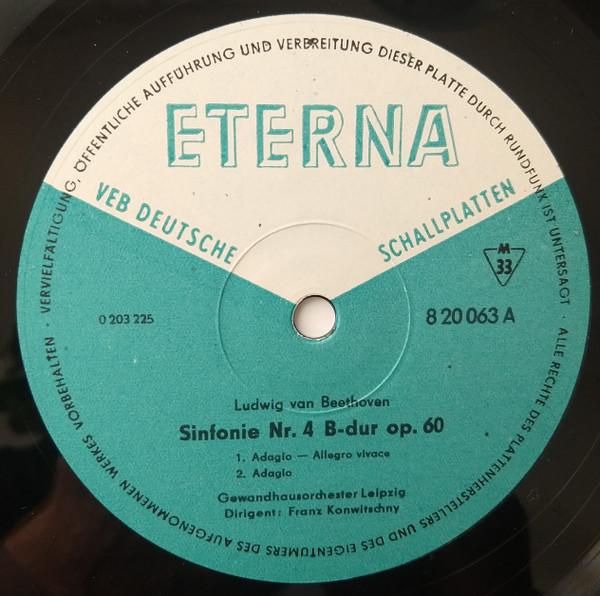 VERVIELFÄLTIGUNG, ÖFFENTLICHE AUFFÜHRUNG UND VERBREITUNG DIESER PLATTE DURCH RUNDFUNK IST UNTERSAGT · ALLE RECHTE DES PLATTENHERSTELLERS UND DES EIGENTÜMERS DES AUFGENOMMENEN WERKES VORBEHALTEN ·
ETERNA
VEB DEUTSCHE SCHALLPLATTEN
M
33
0 203 225
8 20 063 A
Ludwig van Beethoven
Sinfonie Nr. 4 B-dur op. 60
1. Adagio — Allegro vivace
2. Adagio
Gewandhausorchester Leipzig
Dirigent: Franz Konwitschny